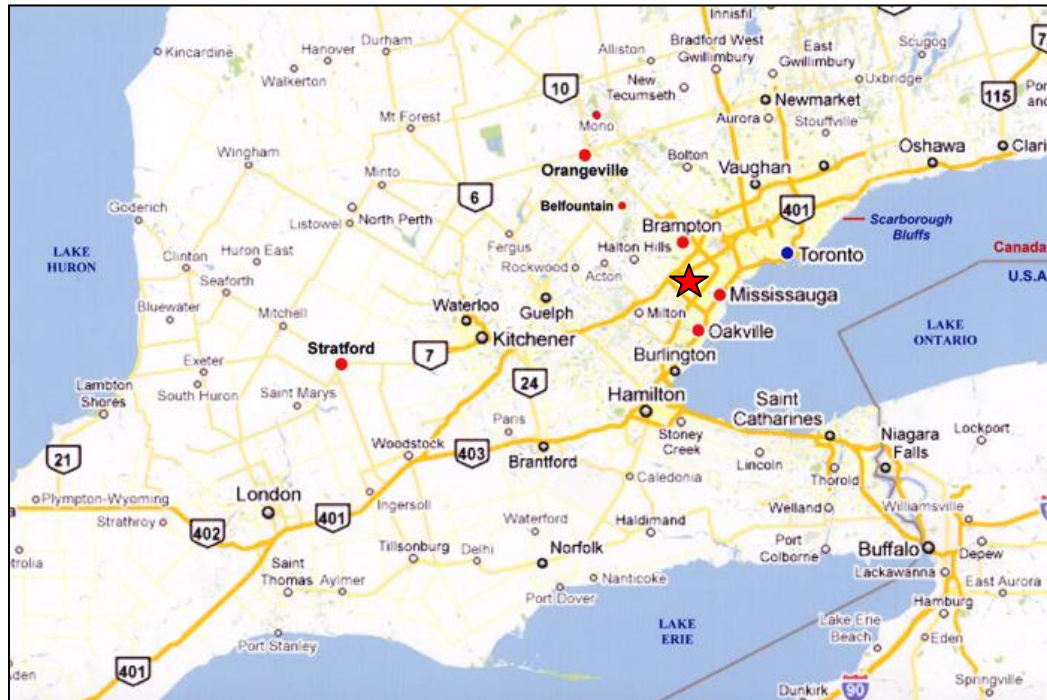 Innisfil
Durham
Hanover
Kincardine
Walkerton
Alliston
Bradford West
Gwillimbury
East
Gwillimbury
Scugog
7
10
New
Tecumseth
Uxbridge
115
Newmarket
Mono
Aurora
Stouffville
Mt Forest
Wingham
Orangeville
Bolton
Vaughan
Oshawa
Minto
6
Belfountain
401
Goderich
Listowel
North Perth
Brampton
Scarborough
Bluffs
LAKE
HURON
Clinton
Huron East
Fergus
Halton Hills
Rockwood
Acton
Toronto
Canada
U.S.A
Seaforth
Bluewater
Mitchell
Waterloo
Guelph
Milton
Mississauga
Kitchener
Oakville
LAKE
ONTARIO
Stratford
7
Burlington
Exeter
South Huron
24
Lambton
Shores
Saint Marys
Hamilton
Saint
Catharines
Paris
Stoney
Creek
Niagara
Falls
Lockport
Woodstock
403
Brantford
Lincoln
21
Caledonia
Thorold
Plympton-Wyoming
London
Ingersoll
Welland
Williamsville
Strathroy
402
401
Waterford
Haldimand
Port
Colborne
Buffalo
Depew
Tillsonburg
Delhi
Norfolk
Saint
Thomas
Aylmer
Nanticoke
Lackawanna
East Aurora
Port Dover
Hamburg
Port Stanley
LAKE
ERIE
Lake Erie
Beach
Eden
401
90
Dunkirk
Springville